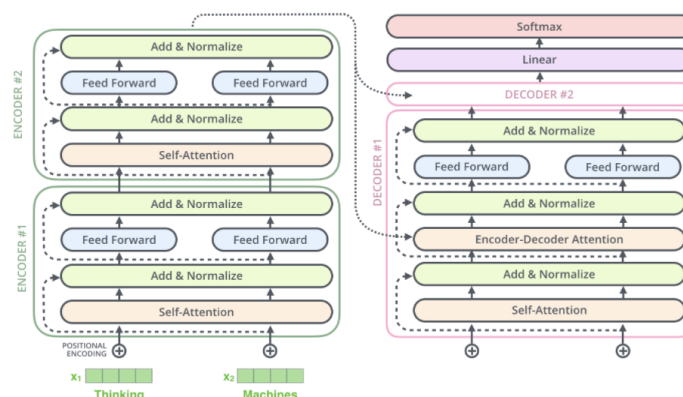 ENCODER #2
Add & Normalize
Feed Forward
Feed Forward
Add & Normalize
Self-Attention
ENCODER #1
Add & Normalize
Feed Forward
Feed Forward
Add & Normalize
Self-Attention
POSITIONAL
ENCODING
x₁
x₂
Thinking
Machines
Softmax
Linear
DECODER #2
DECODER #1
Add & Normalize
Feed Forward
Feed Forward
Add & Normalize
Encoder-Decoder Attention
Add & Normalize
Self-Attention